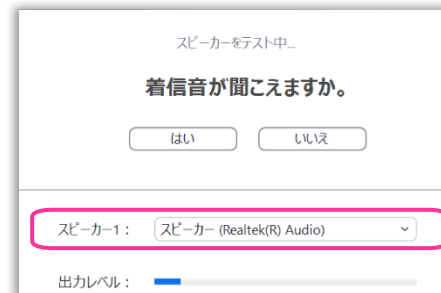 スピーカーをテスト中...
着信音が聞こえますか。
はい いいえ
スピーカー1： スピーカー (Realtek(R) Audio)
出力レベル：